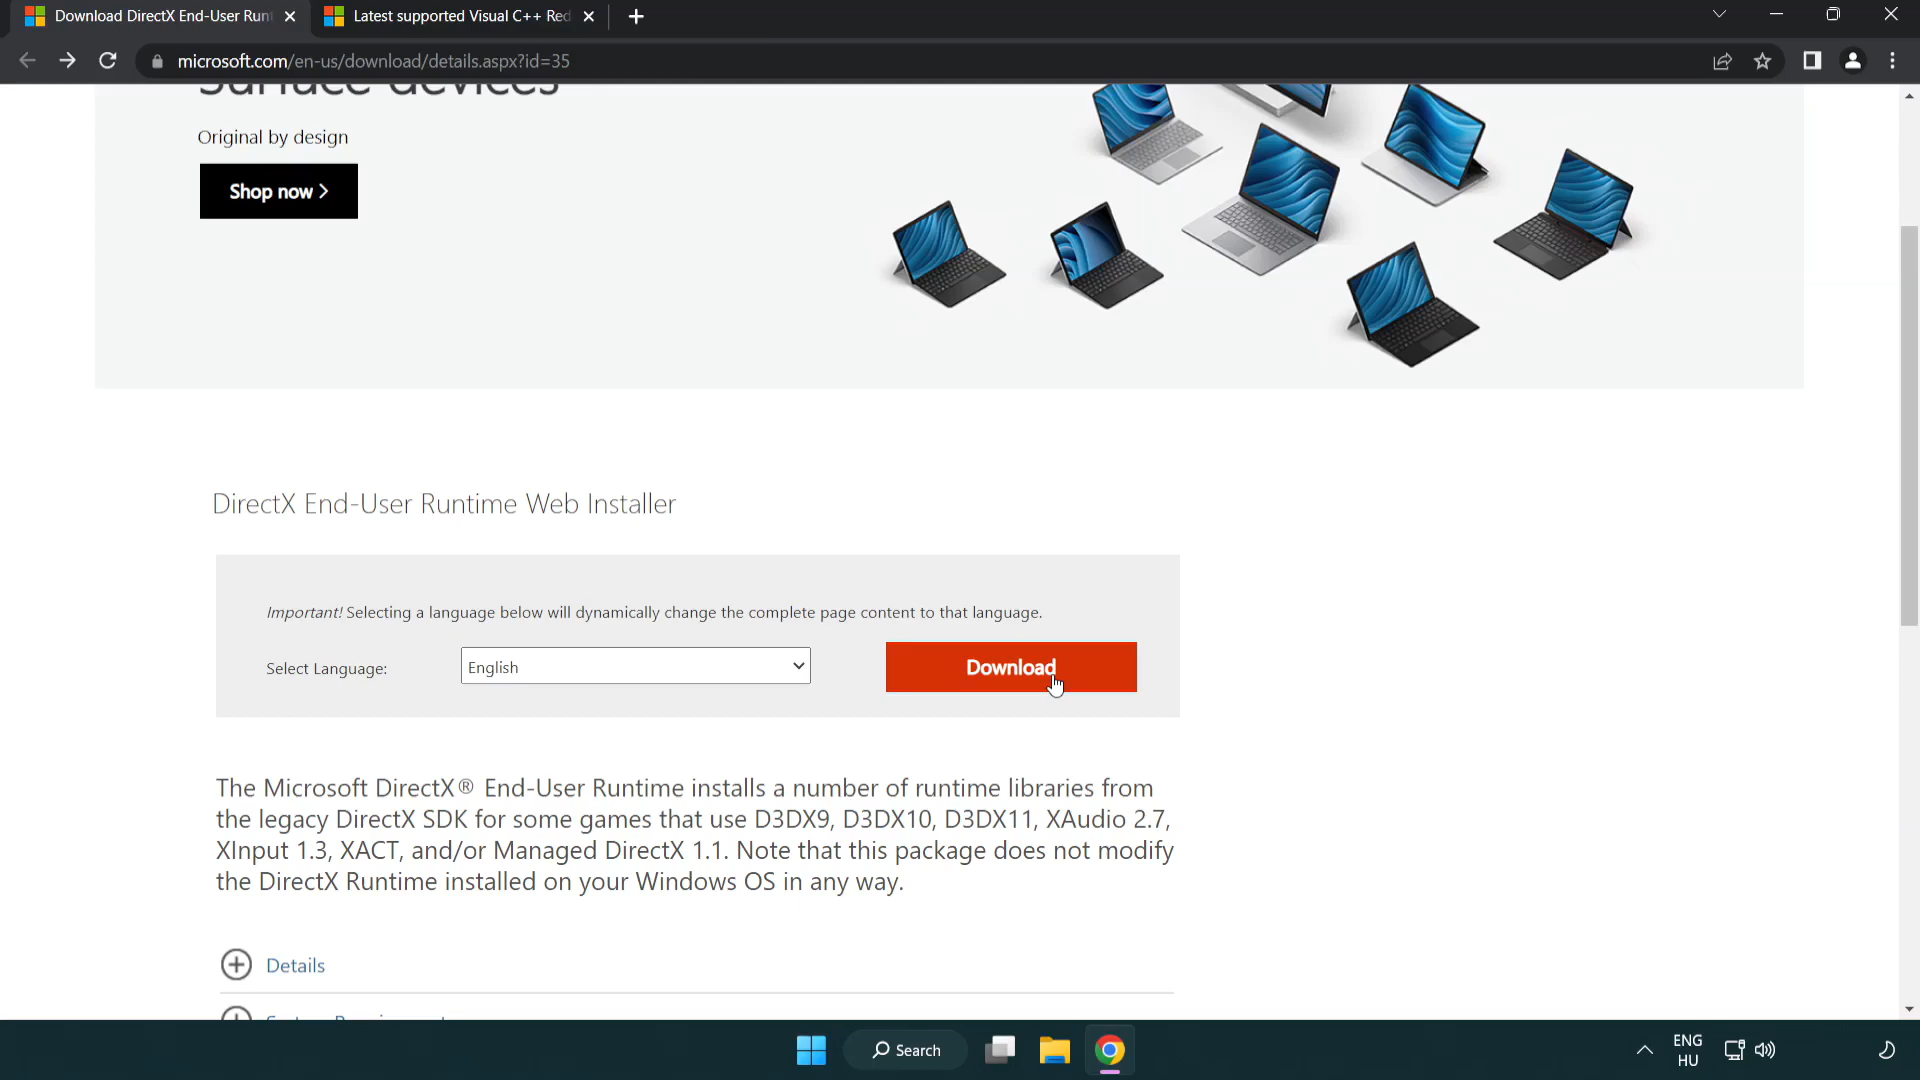 Download DirectX End-User Runt
Latest supported Visual C++ Red
microsoft.com/en-us/download/details.aspx?id=35
Surface devices
Original by design
Shop now
DirectX End-User Runtime Web Installer
Important! Selecting a language below will dynamically change the complete page content to that language.
Select Language:
English
Download
The Microsoft DirectX® End-User Runtime installs a number of runtime libraries from
the legacy DirectX SDK for some games that use D3DX9, D3DX10, D3DX11, XAudio 2.7,
XInput 1.3, XACT, and/or Managed DirectX 1.1. Note that this package does not modify
the DirectX Runtime installed on your Windows OS in any way.
Details
Search
ENG
HU